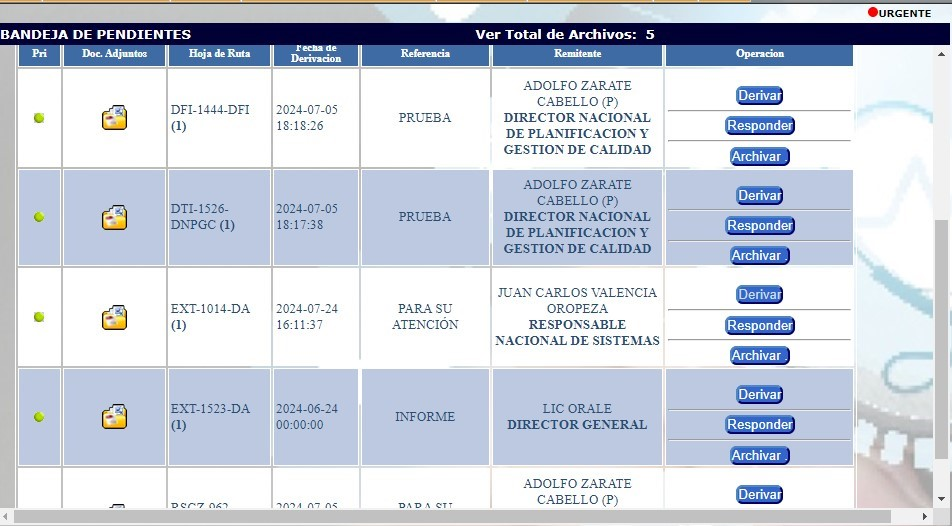 URGENTE
BANDEJA DE PENDIENTES Ver Total de Archivos: 5
Pri Doc. Adjuntos Hoja de Ruta Fecha de Derivacion Referencia Remitente Operacion
DFI-1444-DFI
(1)
2024-07-05
18:18:26
PRUEBA
ADOLFO ZARATE
CABELLO (P)
DIRECTOR NACIONAL
DE PLANIFICACION Y
GESTION DE CALIDAD
Derivar
Responder
Archivar .
DTI-1526-
DNPGC (1)
2024-07-05
18:17:38
PRUEBA
ADOLFO ZARATE
CABELLO (P)
DIRECTOR NACIONAL
DE PLANIFICACION Y
GESTION DE CALIDAD
Derivar
Responder
Archivar .
EXT-1014-DA
(1)
2024-07-24
16:11:37
PARA SU
ATENCIÓN
JUAN CARLOS VALENCIA
OROPEZA
RESPONSABLE
NACIONAL DE SISTEMAS
Derivar
Responder
Archivar .
EXT-1523-DA
(1)
2024-06-24
00:00:00
INFORME
LIC ORALE
DIRECTOR GENERAL
Derivar
Responder
Archivar .
2024-07-05
PARA SU
ADOLFO ZARATE
CABELLO (P)
Derivar